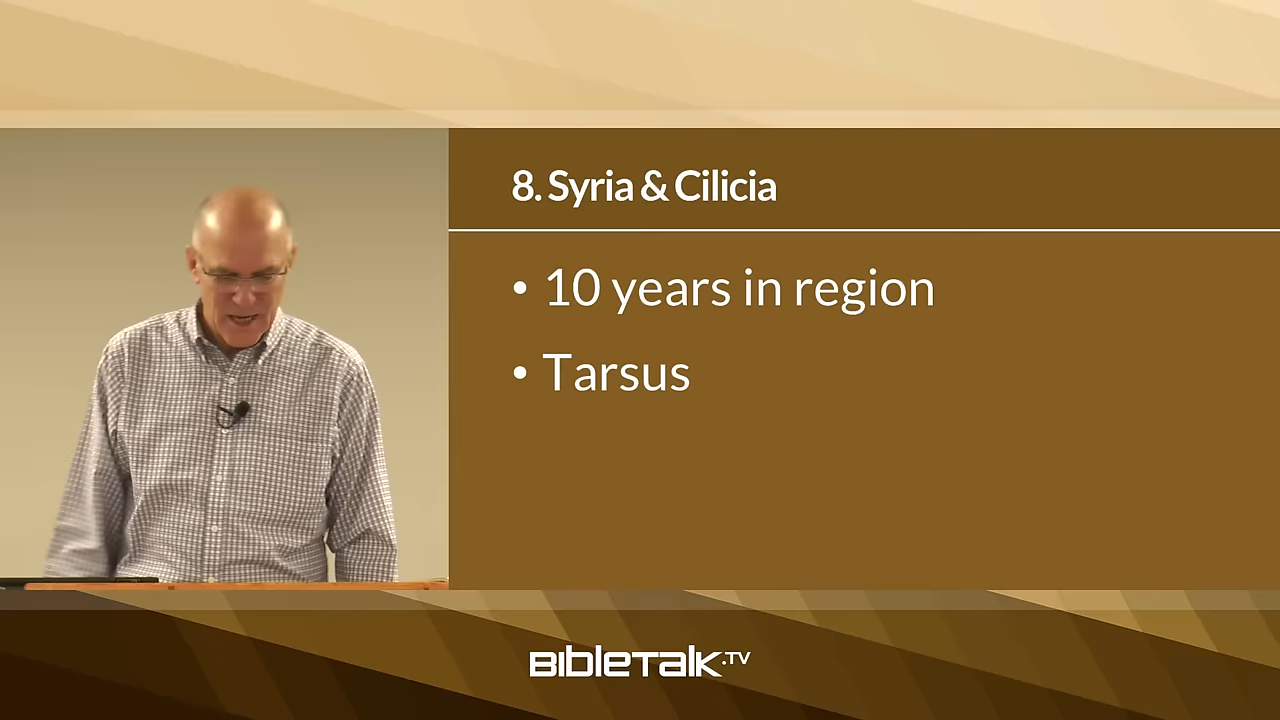 8. Syria & Cilicia
• 10 years in region
• Tarsus
BibleTalk.TV